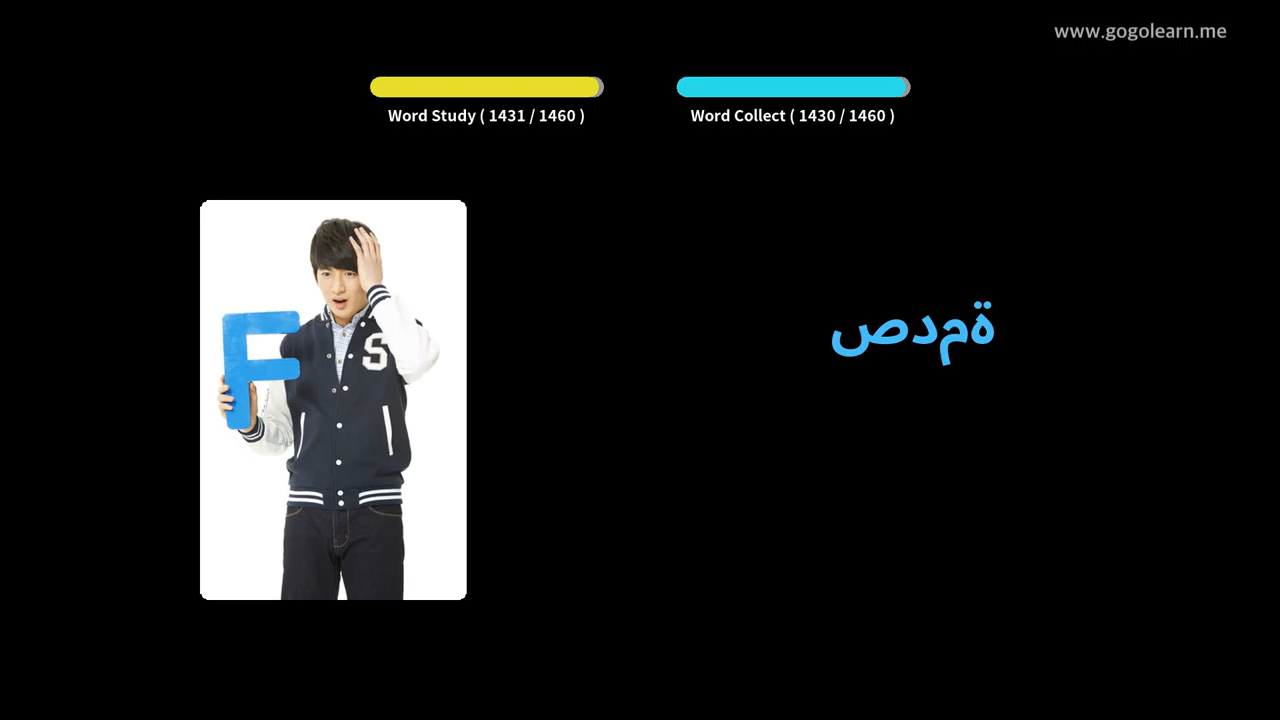 www.gogolearn.me
Word Study ( 1431 / 1460 )
Word Collect ( 1430 / 1460 )
صدمة
F
S